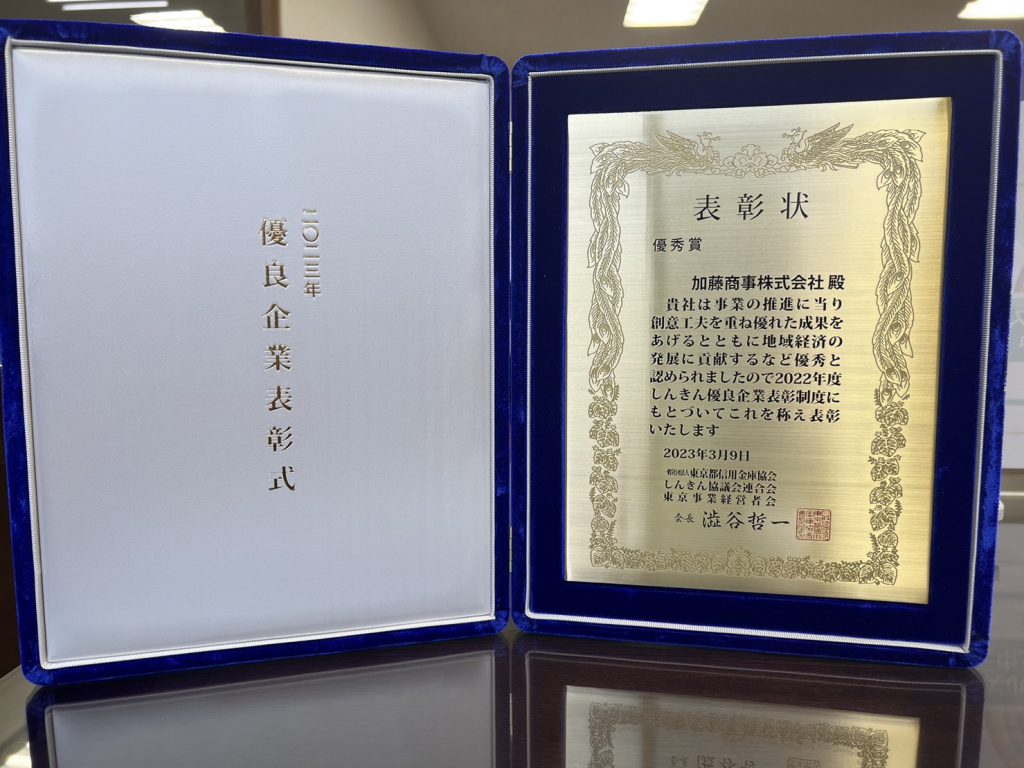 二〇二三年
優良企業表彰式
表彰状
優秀賞
加藤商事株式会社 殿
貴社は事業の推進に当り
創意工夫を重ね優れた成果を
あげるとともに地域経済の
発展に貢献するなど優秀と
認められましたので2022年度
しんきん優良企業表彰制度に
もとづいてこれを称え表彰
いたします
2023年3月9日
一般社団法人東京都信用金庫協会
しんきん協議会連合会
東京事業経営者会
会長 澁谷哲一